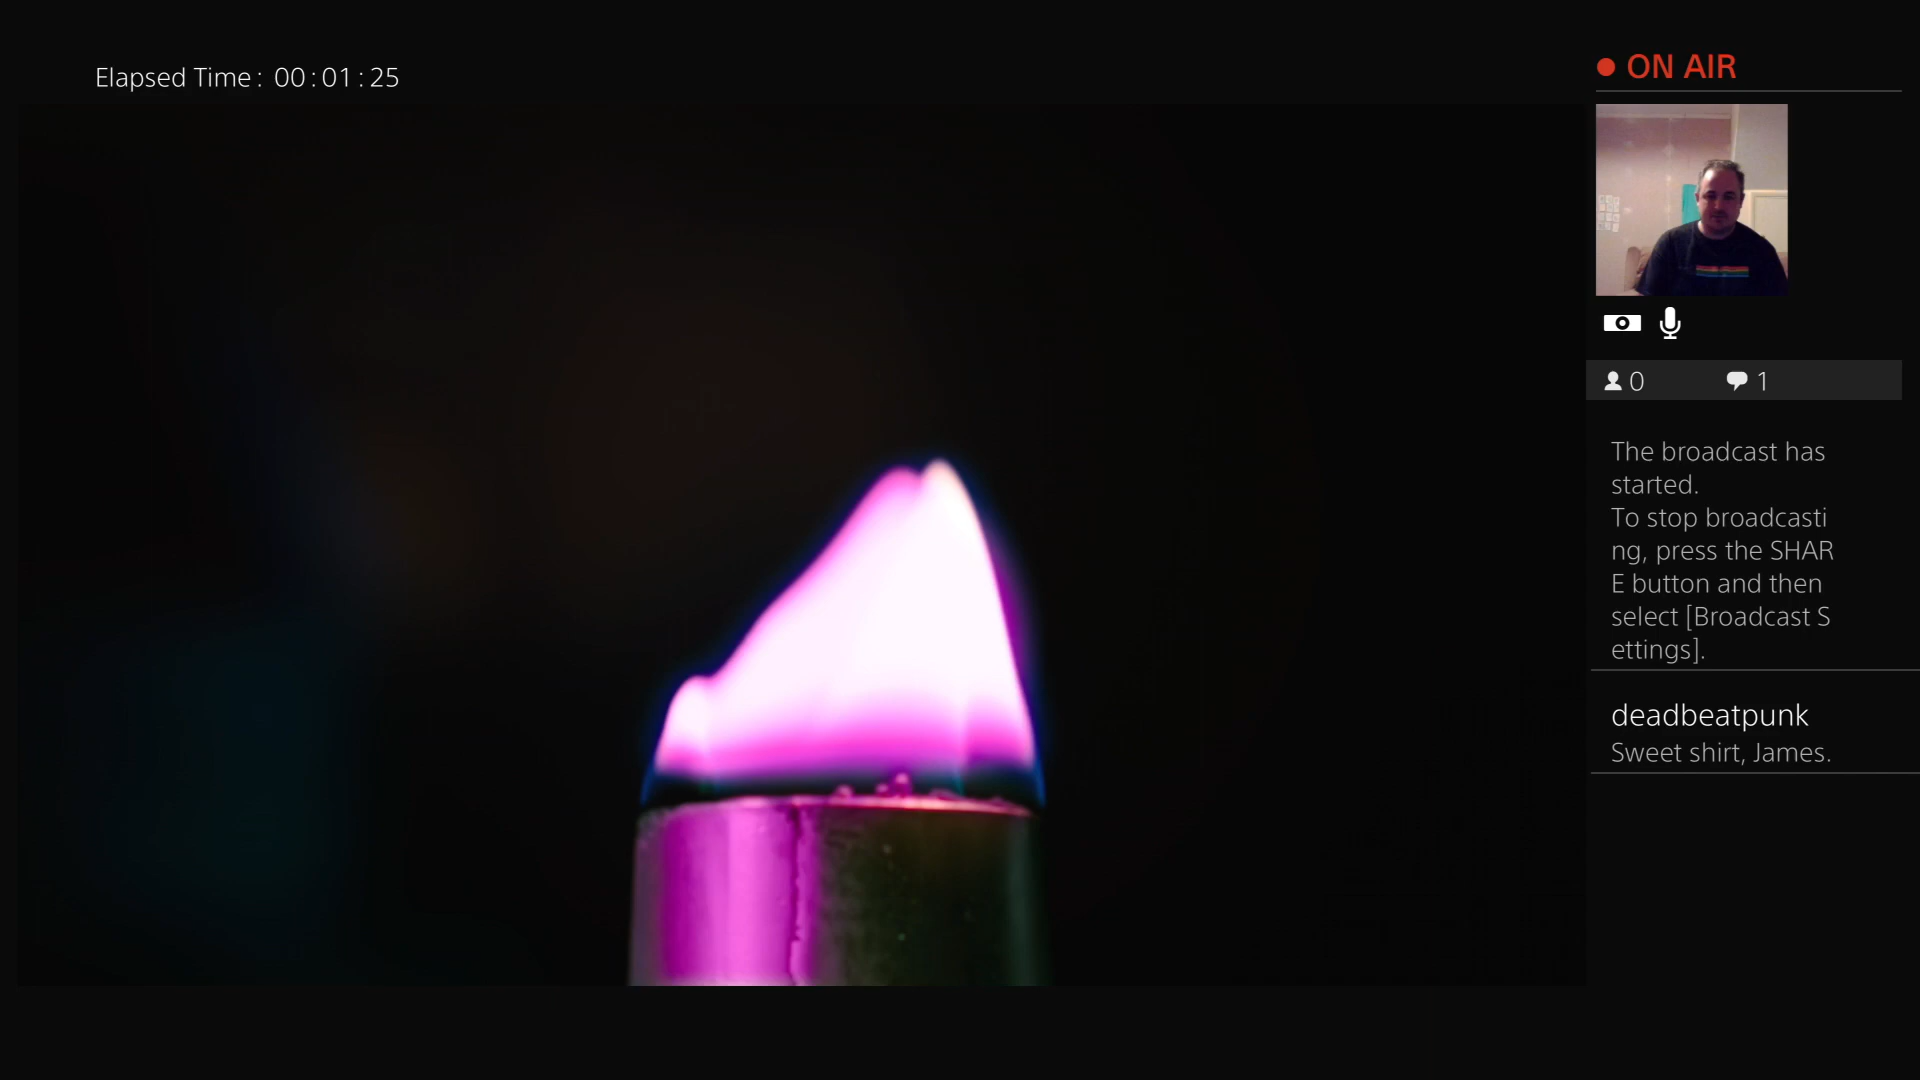 Elapsed Time: 00:01:25
ON AIR
0 1
The broadcast has
started.
To stop broadcasti
ng, press the SHAR
E button and then
select [Broadcast S
ettings].
deadbeatpunk
Sweet shirt, James.